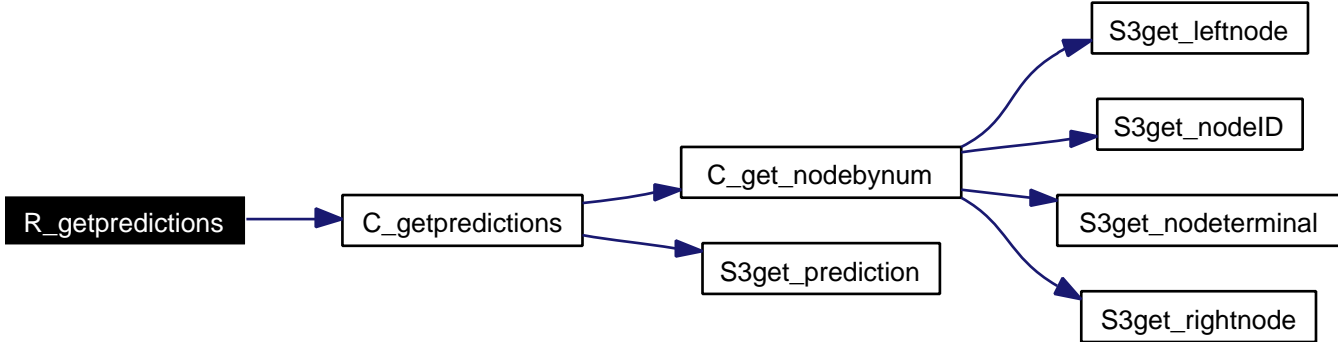 R_getpredictions
C_getpredictions
C_get_nodebynum
S3get_prediction
S3get_leftnode
S3get_nodeID
S3get_nodeterminal
S3get_rightnode